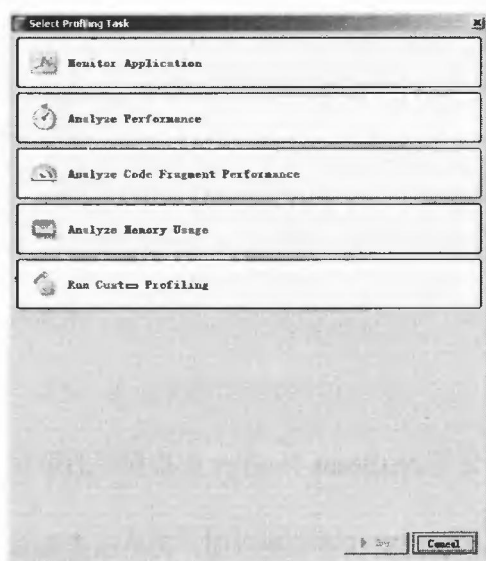 Select Profiling Task
Monitor Application
Analyze Performance
Analyze Code Fragment Performance
Analyze Memory Usage
Run Custom Profiling
Cancel